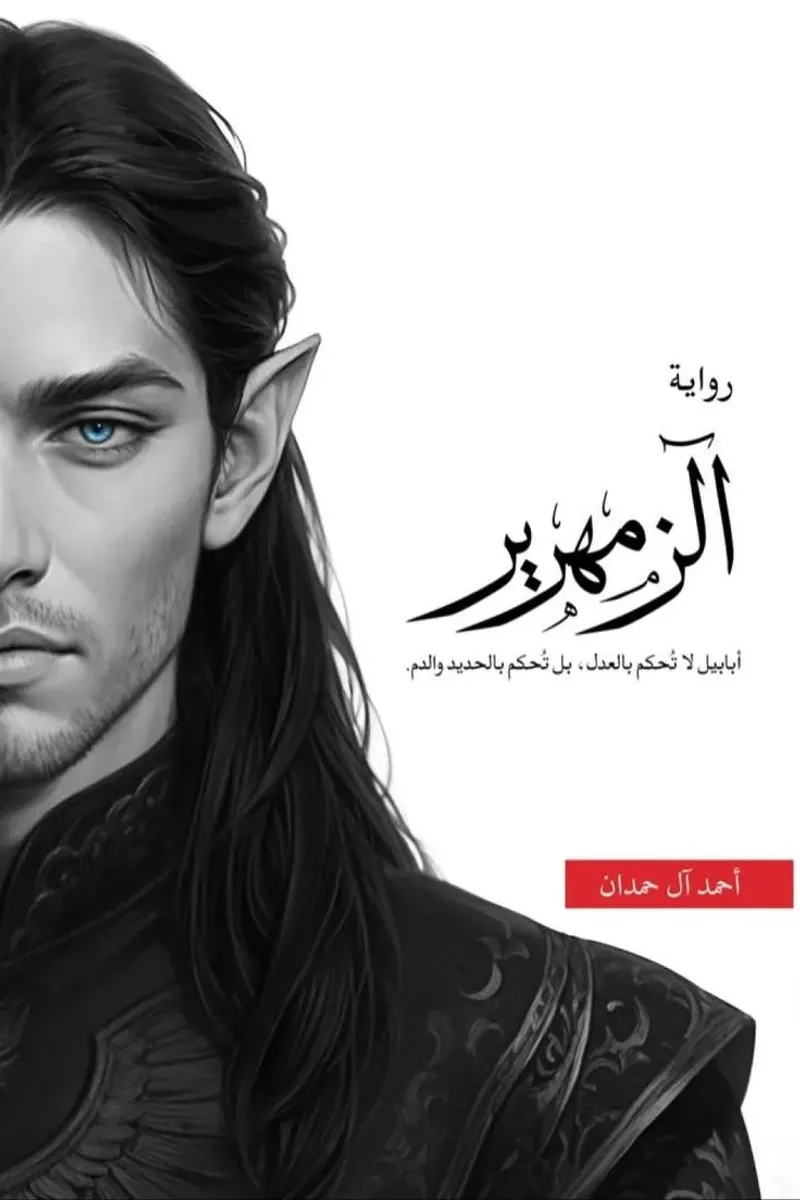 رواية
الزمهرير
أبابيل لا تُحكم بالعدل، بل تُحكم بالحديد والدم.
أحمد آل حمدان